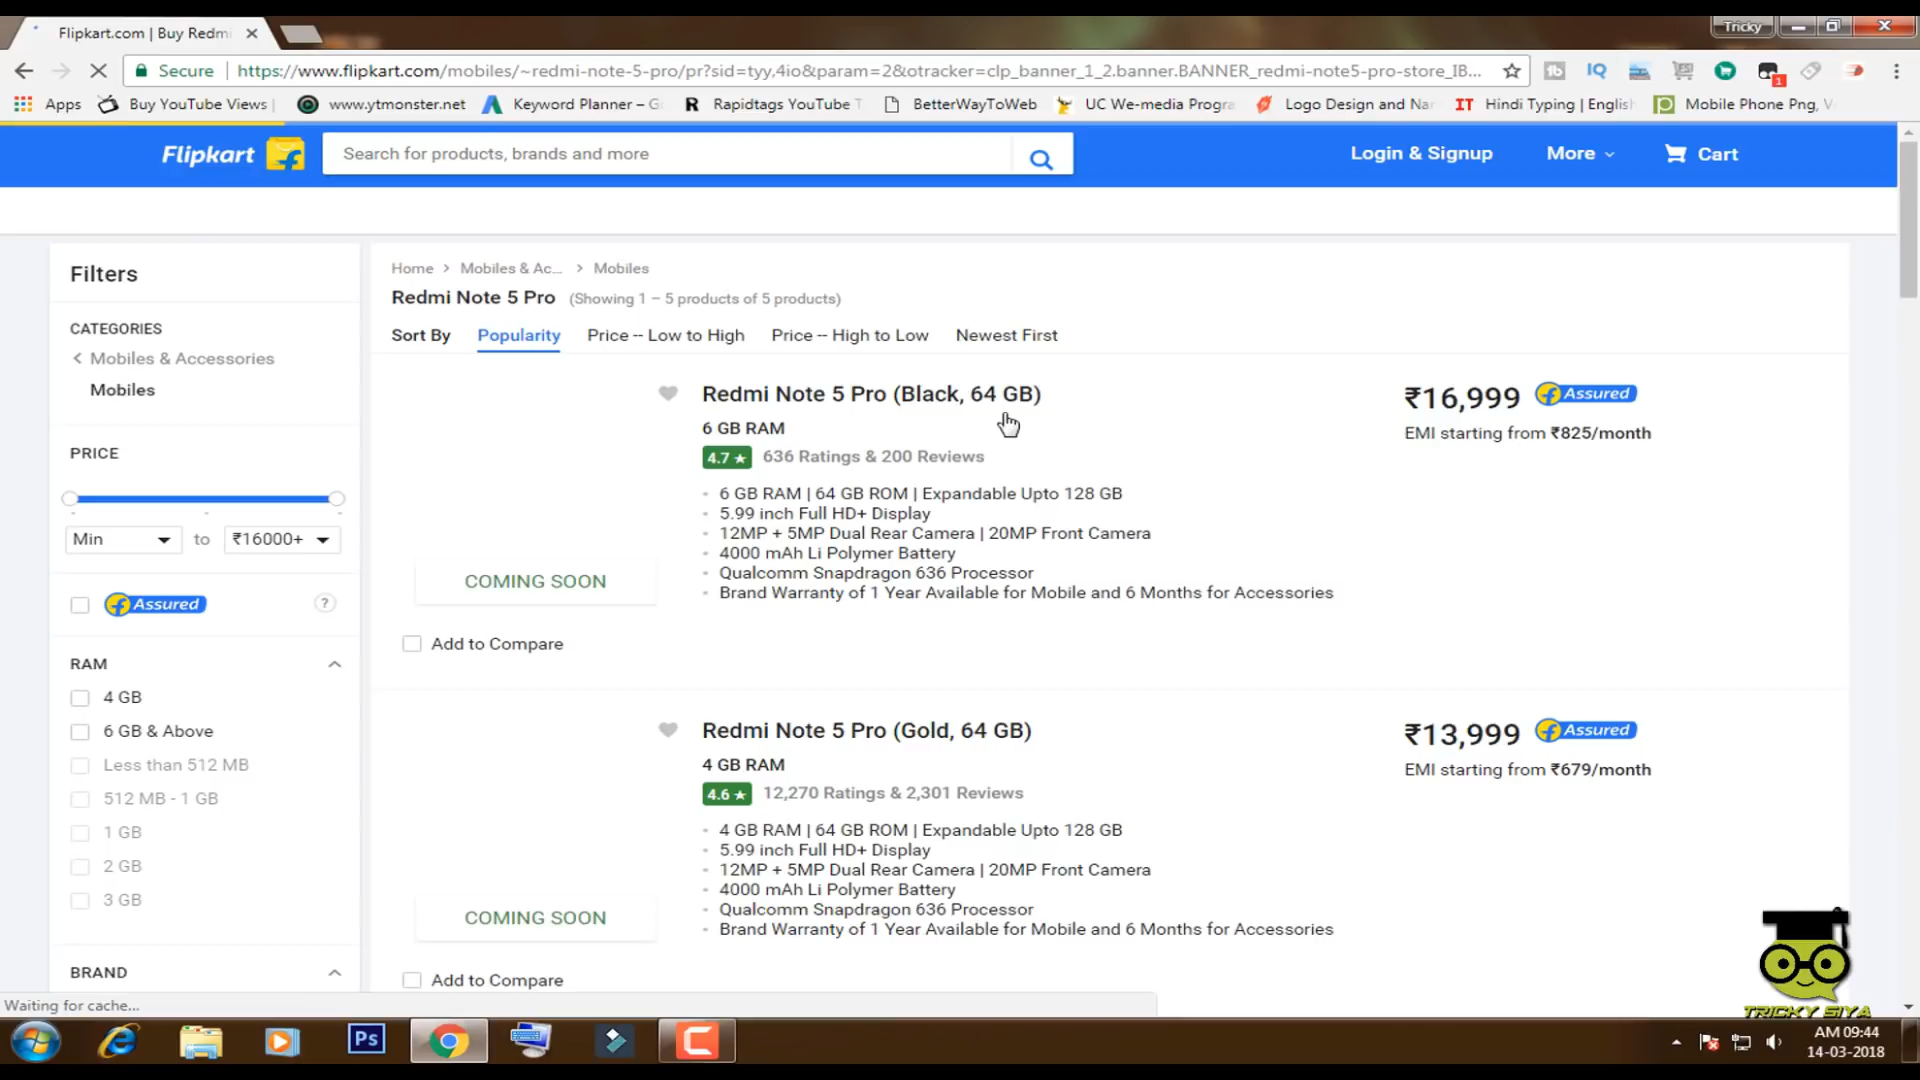 Flipkart.com | Buy Redmi
Tricky
Secure | https://www.flipkart.com/mobiles/~redmi-note-5-pro/pr?sid=tyy,4io&param=2&otracker=clp_banner_1_2.banner.BANNER_redmi-note5-pro-store_IB...
Apps Buy YouTube Views | www.ytmonster.net Keyword Planner – G Rapidtags YouTube T BetterWayToWeb UC We-media Progra Logo Design and Nar IT Hindi Typing | English Mobile Phone Png, V
Flipkart Search for products, brands and more Login & Signup More Cart
Filters
CATEGORIES
< Mobiles & Accessories
Mobiles
PRICE
Min to ₹16000+
f Assured ?
RAM
4 GB
6 GB & Above
Less than 512 MB
512 MB - 1 GB
1 GB
2 GB
3 GB
BRAND
Home > Mobiles & Ac... > Mobiles
Redmi Note 5 Pro (Showing 1 – 5 products of 5 products)
Sort By Popularity Price -- Low to High Price -- High to Low Newest First
Redmi Note 5 Pro (Black, 64 GB)
6 GB RAM
4.7 ★ 636 Ratings & 200 Reviews
6 GB RAM | 64 GB ROM | Expandable Upto 128 GB
5.99 inch Full HD+ Display
12MP + 5MP Dual Rear Camera | 20MP Front Camera
4000 mAh Li Polymer Battery
Qualcomm Snapdragon 636 Processor
Brand Warranty of 1 Year Available for Mobile and 6 Months for Accessories
COMING SOON
Add to Compare
₹16,999 f Assured
EMI starting from ₹825/month
Redmi Note 5 Pro (Gold, 64 GB)
4 GB RAM
4.6 ★ 12,270 Ratings & 2,301 Reviews
4 GB RAM | 64 GB ROM | Expandable Upto 128 GB
5.99 inch Full HD+ Display
12MP + 5MP Dual Rear Camera | 20MP Front Camera
4000 mAh Li Polymer Battery
Qualcomm Snapdragon 636 Processor
Brand Warranty of 1 Year Available for Mobile and 6 Months for Accessories
COMING SOON
Add to Compare
₹13,999 f Assured
EMI starting from ₹679/month
TRICKY SIYA
Waiting for cache...
Ps
AM 09:44
14-03-2018